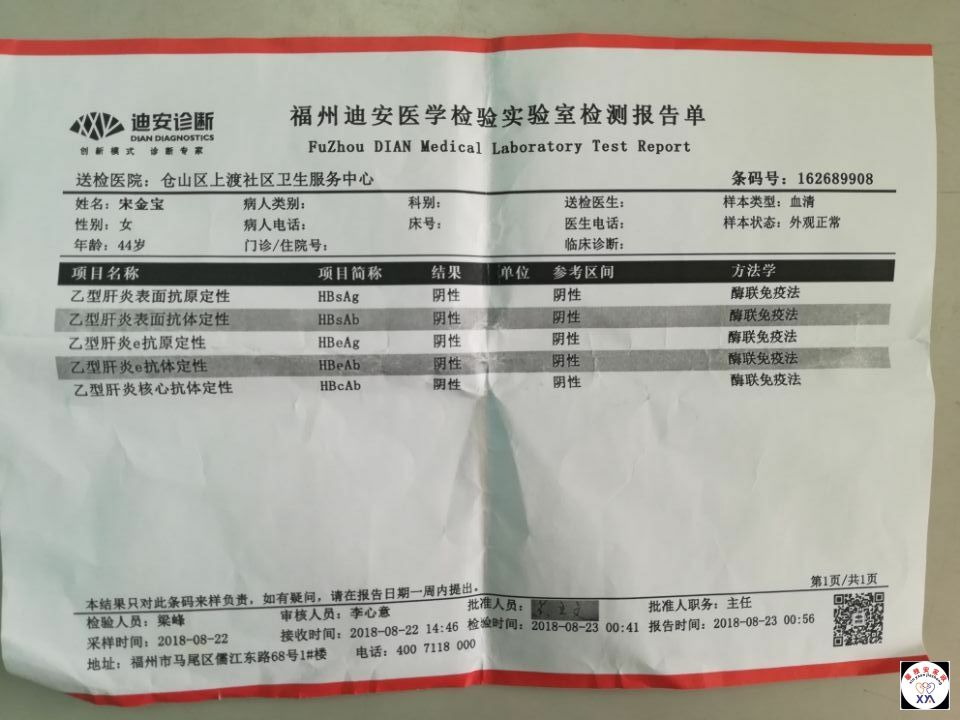 迪安诊断
DIAN DIAGNOSTICS
创新模式 诊断专家
福州迪安医学检验实验室检测报告单
FuZhou DIAN Medical Laboratory Test Report
送检医院：仓山区上渡社区卫生服务中心 条码号：162689908
姓名：宋金宝 病人类别： 科别： 送检医生： 样本类型：血清
性别：女 病人电话： 床号： 医生电话： 样本状态：外观正常
年龄：44岁 门诊/住院号： 临床诊断：
项目名称 项目简称 结果 单位 参考区间 方法学
乙型肝炎表面抗原定性 HBsAg 阴性 阴性 酶联免疫法
乙型肝炎表面抗体定性 HBsAb 阴性 阴性 酶联免疫法
乙型肝炎e抗原定性 HBeAg 阴性 阴性 酶联免疫法
乙型肝炎e抗体定性 HBeAb 阴性 阴性 酶联免疫法
乙型肝炎核心抗体定性 HBcAb 阴性 阴性 酶联免疫法
第1页/共1页
本结果只对此条码来样负责，如有疑问，请在报告日期一周内提出。
检验人员：梁峰 审核人员：李心意 批准人员： 批准人职务：主任
采样时间：2018-08-22 接收时间：2018-08-22 14:46 检验时间：2018-08-23 00:41 报告时间：2018-08-23 00:56
地址：福州市马尾区儒江东路68号1#楼 电话：400 7118 000
XYA